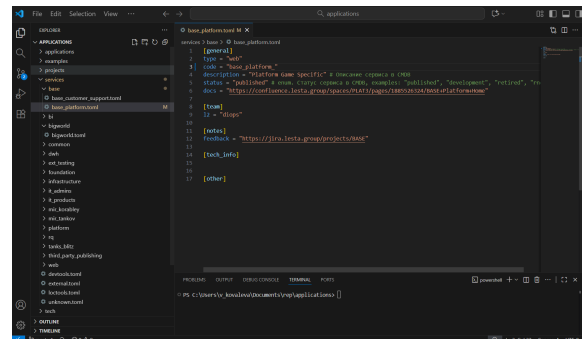 File Edit Selection View ...
applications
EXPLORER
APPLICATIONS
applications
examples
projects
services
base
base_customer_support.toml
base_platform.toml M
bi
bigworld
bigworld.toml
common
dwh
ext_testing
foundation
infrastructure
it_admins
it_products
mir_korabley
mir_tankov
platform
rq
tanks_blitz
third_party_publishing
web
devtools.toml
external.toml
loctools.toml
unknown.toml
tech
OUTLINE
TIMELINE
base_platform.toml M
services > base > base_platform.toml
1 [general]
2 type = "web"
3 code = "base_platform_"
4 description = "Platform Game Specific" # Описание сервиса в CMDB
5 status = "published" # enum. Статус сервиса в CMDB, examples: "published", "development", "retired",
6 docs = "https://confluence.lesta.group/spaces/PLAT3/pages/1885526324/BASE+Platform+Home"
7
8 [team]
9 l2 = "diops"
10
11 [notes]
12 feedback = "https://jira.lesta.group/projects/BASE"
13
14 [tech_info]
15
16
17 [other]
PROBLEMS OUTPUT DEBUG CONSOLE TERMINAL PORTS
powershell
PS C:\Users\v_kovaleva\Documents\rep\applications>